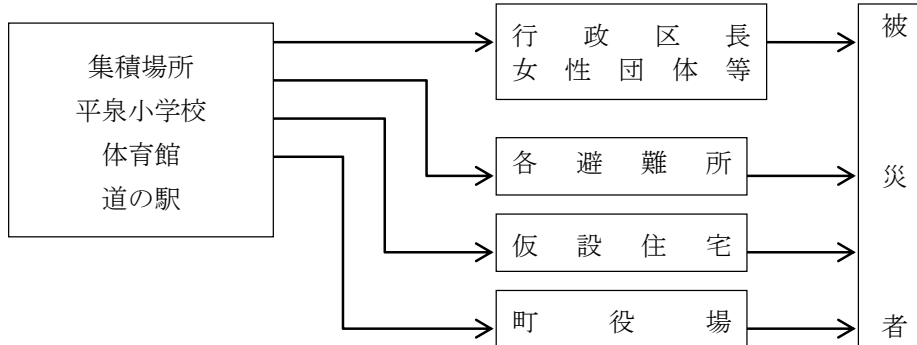 集積場所
平泉小学校
体育館
道の駅
行政区長
女性団体等
各避難所
仮設住宅
町役場
被災者